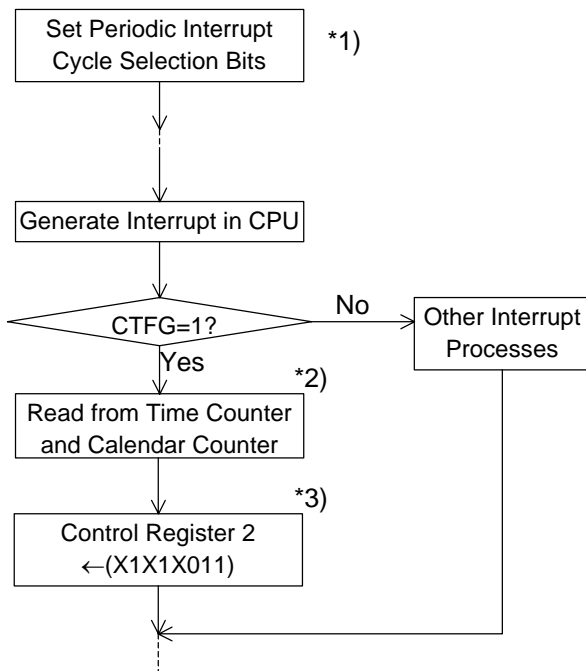 Set Periodic Interrupt
Cycle Selection Bits
*1)
Generate Interrupt in CPU
CTFG=1?
No
Other Interrupt
Processes
Yes
*2)
Read from Time Counter
and Calendar Counter
*3)
Control Register 2
←(X1X1X011)